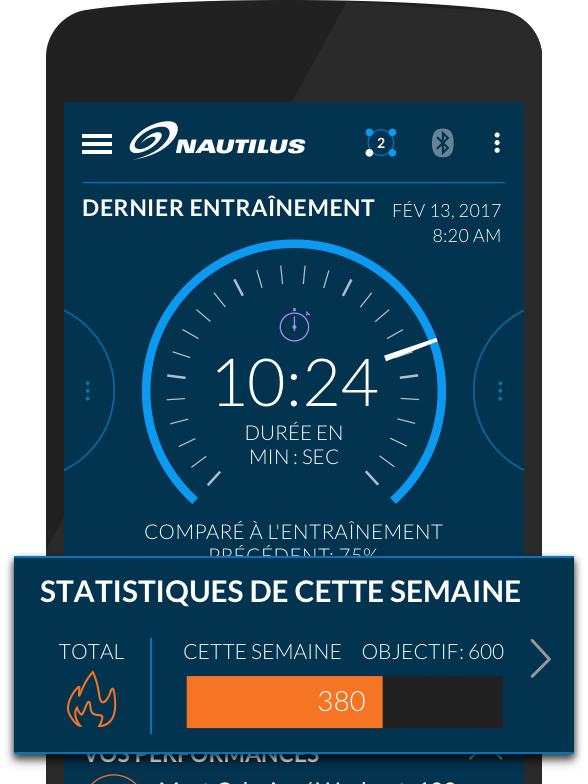 NAUTILUS
2
DERNIER ENTRAÎNEMENT
FÉV 13, 2017
8:20 AM
10:24
DURÉE EN
MIN : SEC
COMPARÉ À L'ENTRAÎNEMENT
PRÉCÉDENT: 75%
STATISTIQUES DE CETTE SEMAINE
TOTAL
CETTE SEMAINE OBJECTIF: 600
380
VOS PERFORMANCES